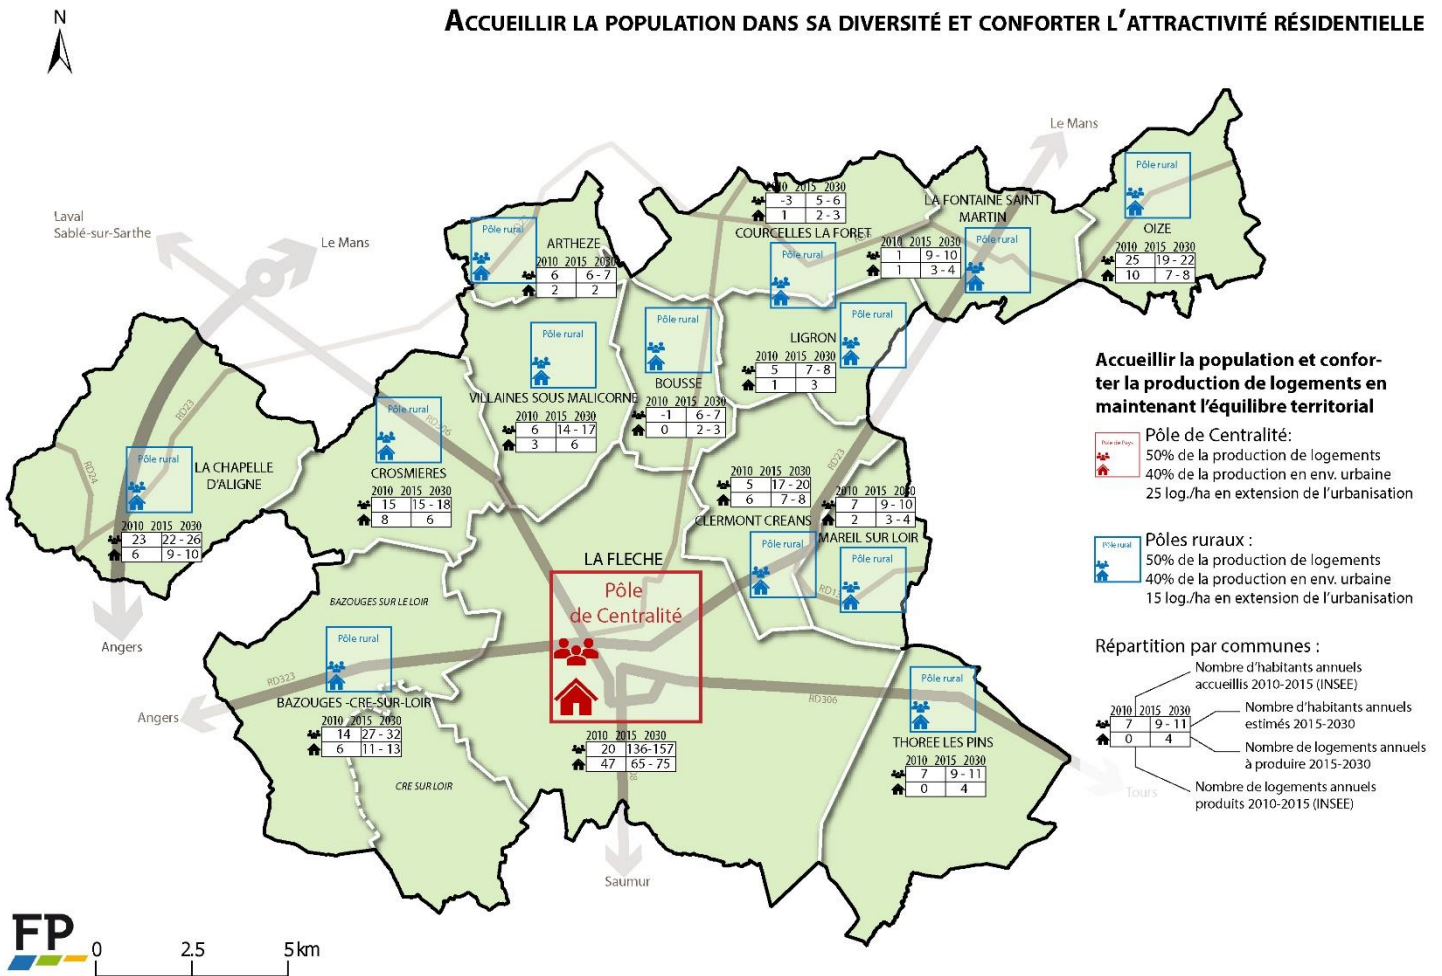 ACCUEILLIR LA POPULATION DANS SA DIVERSITÉ ET CONFORTER L'ATTRACTIVITÉ RÉSIDENTIELLE
N
Le Mans
Laval
Sablé-sur-Sarthe
Le Mans
Pôle rural
OIZE
2010 2015 2030
25 19 - 22
10 7 - 8
2010 2015 2030
-3 5 - 6
1 2 - 3
COURCELLES LA FORET
Pôle rural
LA FONTAINE SAINT
MARTIN
Pôle rural
2010 2015 2030
1 9 - 10
1 3 - 4
Pôle rural
ARTHEZE
2010 2015 2030
6 6 - 7
2 2
Pôle rural
VILLAINES SOUS MALICORNE
2010 2015 2030
6 14 - 17
3 6
Pôle rural
BOUSSE
2010 2015 2030
-1 6 - 7
0 2 - 3
Pôle rural
LIGRON
2010 2015 2030
5 7 - 8
1 3
Pôle rural
CROSMIERES
2010 2015 2030
15 15 - 18
8 6
RD306
RD23
RD24
Pôle rural
LA CHAPELLE
D'ALIGNE
2010 2015 2030
23 22 - 26
6 9 - 10
Angers
RD23
2010 2015 2030
5 17 - 20
6 7 - 8
CLERMONT CREANS
Pôle rural
2010 2015 2030
7 9 - 10
2 3 - 4
MAREIL SUR LOIR
Pôle rural
LA FLECHE
Pôle
de Centralité
2010 2015 2030
20 136-157
47 65 - 75
BAZOUGES SUR LE LOIR
Pôle rural
RD323
Angers
BAZOUGES -CRE-SUR-LOIR
2010 2015 2030
14 27 - 32
6 11 - 13
CRE SUR LOIR
RD306
Pôle rural
THOREE LES PINS
2010 2015 2030
7 9 - 11
0 4
Tours
Saumur
Accueillir la population et confor-
ter la production de logements en
maintenant l'équilibre territorial
Pôle de Pays
Pôle de Centralité:
50% de la production de logements
40% de la production en env. urbaine
25 log./ha en extension de l'urbanisation
Pôle rural
Pôles ruraux :
50% de la production de logements
40% de la production en env. urbaine
15 log./ha en extension de l'urbanisation
Répartition par communes :
Nombre d'habitants annuels
accueillis 2010-2015 (INSEE)
2010 2015 2030
7 9 - 11
0 4
Nombre d'habitants annuels
estimés 2015-2030
Nombre de logements annuels
à produire 2015-2030
Nombre de logements annuels
produits 2010-2015 (INSEE)
FP
0 2.5 5 km